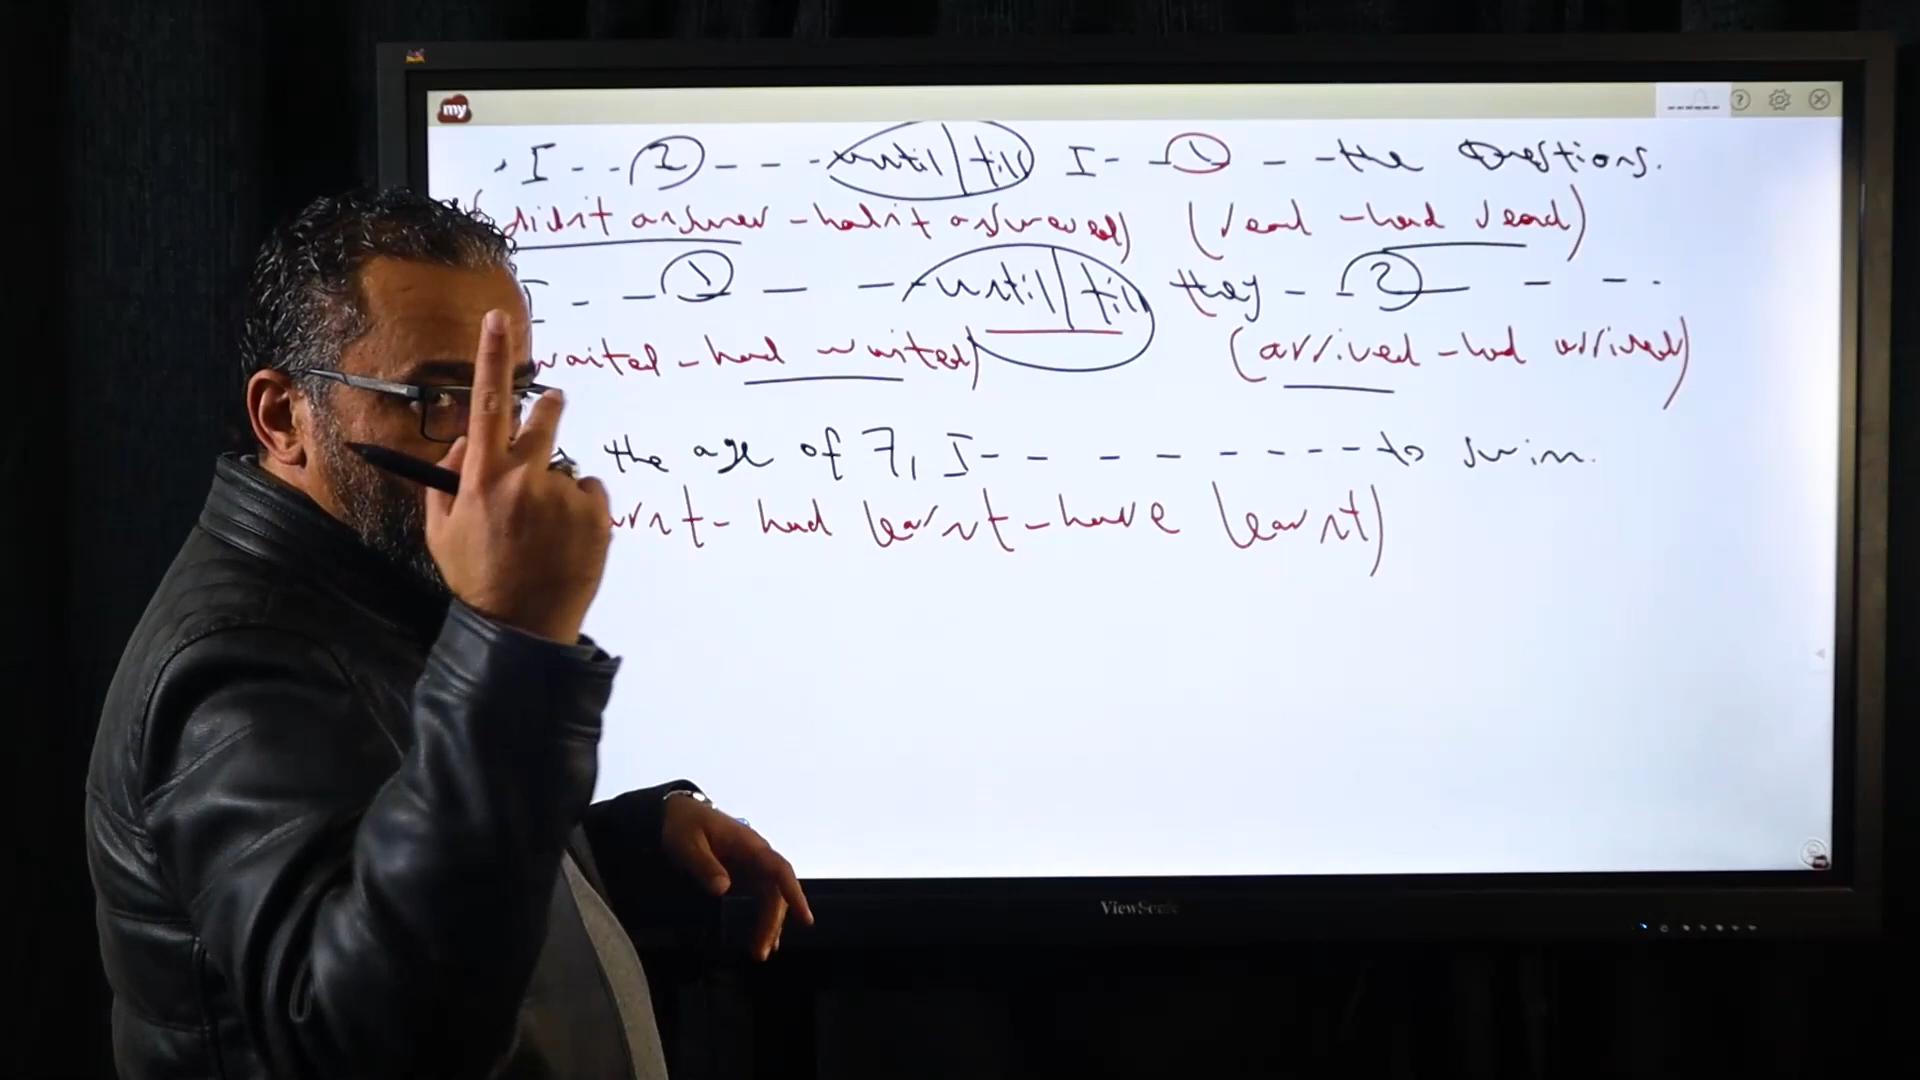 my
I - - 2 - - - until / till I - - 1 - - the Questions.
didn't answer - hadn't answered) (read - had read)
I - - 1 - - until / till they - - 2 - - - .
waited - had waited) (arrived - had arrived)
the age of 7, I - - - - - - - - - to swim.
had learnt - have learnt)
ViewSonic